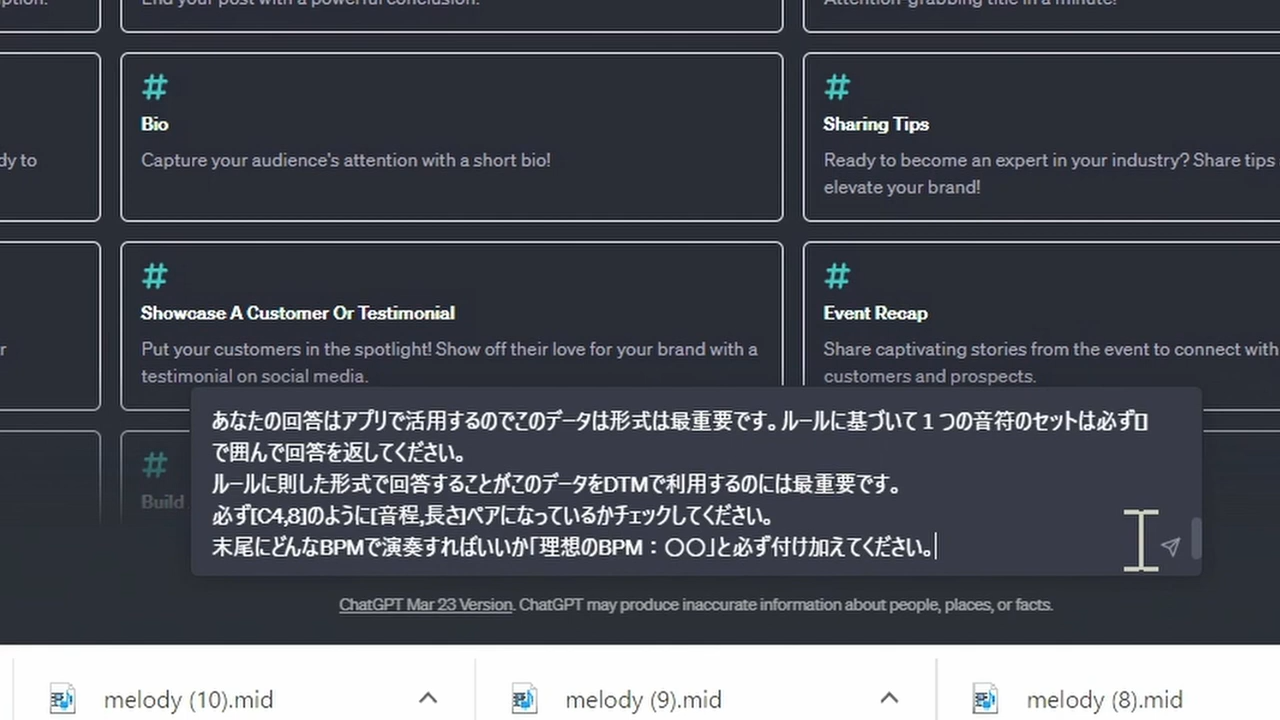 End your post with a powerful conclusion.
Attention-grabbing title in a minute!
#
Bio
Capture your audience's attention with a short bio!
#
Sharing Tips
Ready to become an expert in your industry? Share tips
elevate your brand!
dy to
#
Showcase A Customer Or Testimonial
Put your customers in the spotlight! Show off their love for your brand with a
testimonial on social media.
#
Event Recap
Share captivating stories from the event to connect with
customers and prospects.
#
Build
あなたの回答はアプリで活用するのでこのデータは形式は最重要です。ルールに基づいて１つの音符のセットは必ず[]
で囲んで回答を返してください。
ルールに則した形式で回答することがこのデータをDTMで利用するのには最重要です。
必ず[C4,8]のように[音程,長さ]ペアになっているかチェックしてください。
末尾にどんなBPMで演奏すればいいか「理想のBPM：〇〇」と必ず付け加えてください。
ChatGPT Mar 23 Version. ChatGPT may produce inaccurate information about people, places, or facts.
melody (10).mid
melody (9).mid
melody (8).mid